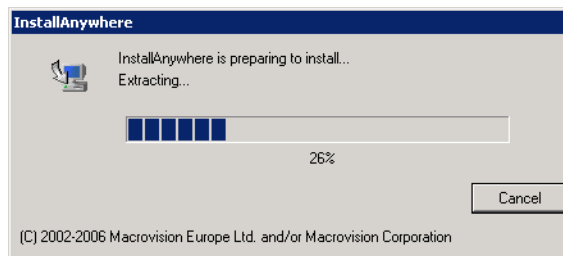 InstallAnywhere
InstallAnywhere is preparing to install...
Extracting...
26%
Cancel
(C) 2002-2006 Macrovision Europe Ltd. and/or Macrovision Corporation